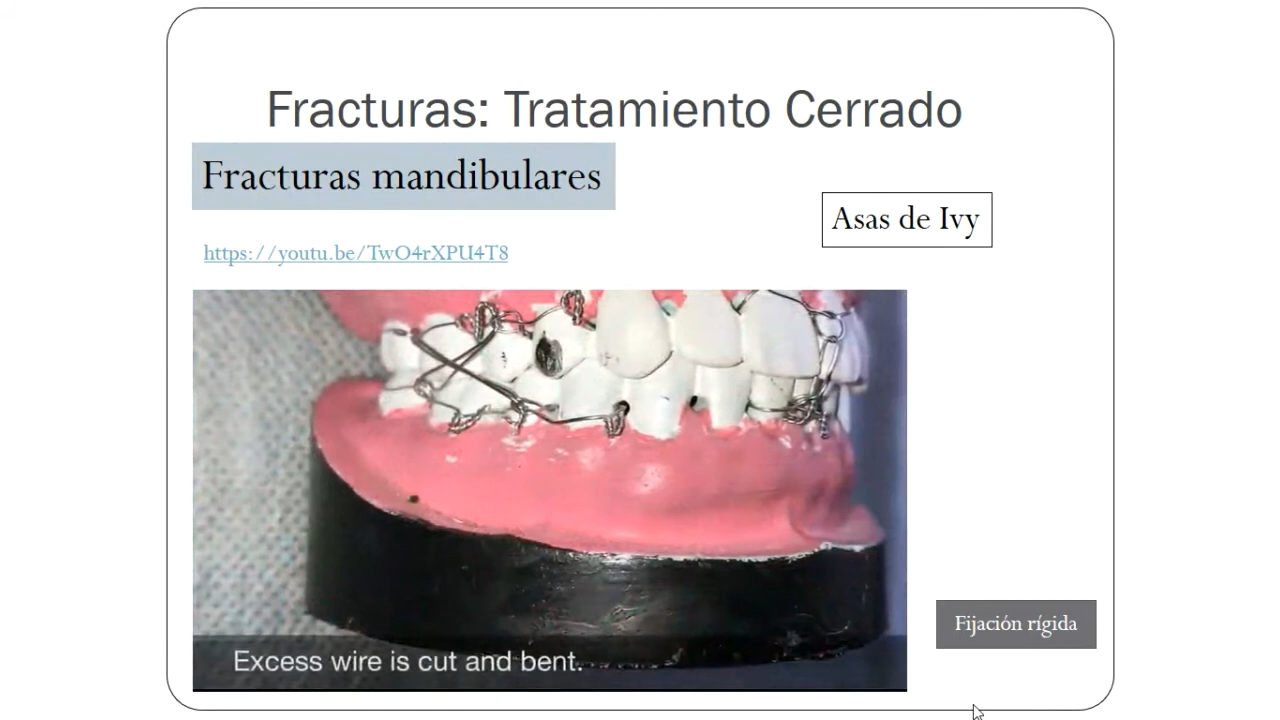 Fracturas: Tratamiento Cerrado
Fracturas mandibulares
Asas de Ivy
https://youtu.be/TwO4rXPU4T8
Excess wire is cut and bent.
Fijación rígida